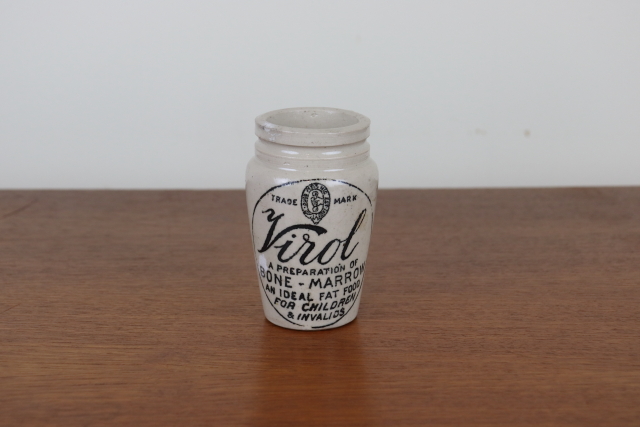 TRADE MARK
Virol
A PREPARATION OF
BONE-MARROW
AN IDEAL FAT FOOD
FOR CHILDREN
& INVALIDS